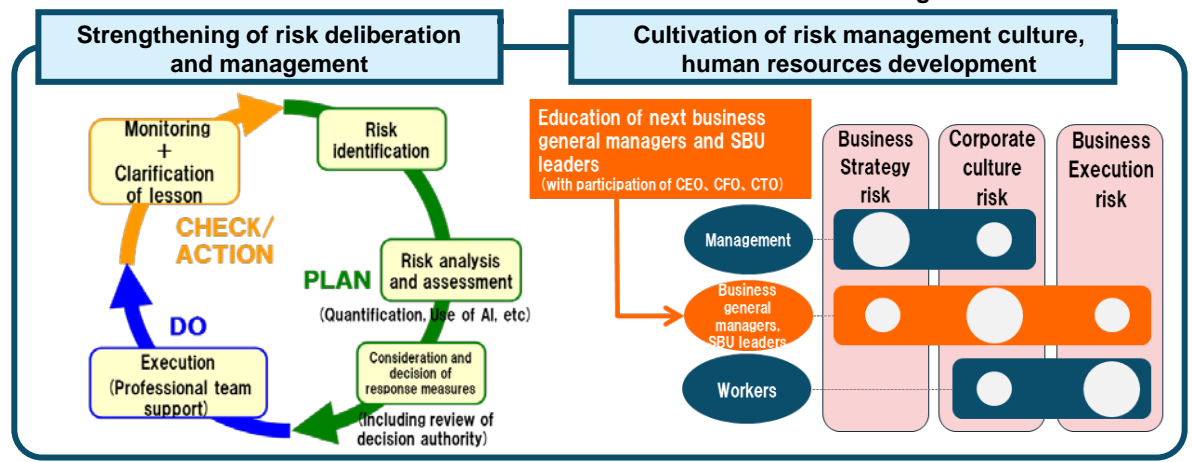 Strengthening of risk deliberation
and management
Cultivation of risk management culture,
human resources development
Monitoring
+
Clarification
of lesson
Risk
identification
CHECK/
ACTION
PLAN
Risk analysis
and assessment
(Quantification, Use of AI, etc)
DO
Execution
(Professional team
support)
Consideration and
decision of
response measures
(Including review of
decision authority)
Education of next business
general managers and SBU
leaders
(with participation of CEO、CFO、CTO)
Business
Strategy
risk
Corporate
culture
risk
Business
Execution
risk
Management
Business
general
managers,
SBU leaders
Workers